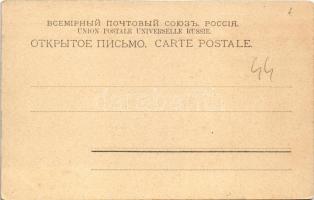 ВСЕМІРНЫЙ ПОЧТОВЫЙ СОЮЗЪ. РОССІЯ.
UNION POSTALE UNIVERSELLE RUSSIE.
ОТКРЫТОЕ ПИСЬМО. CARTE POSTALE.
44